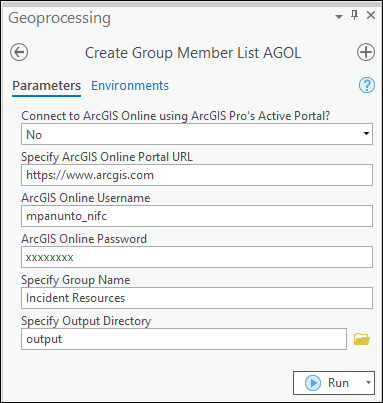 Geoprocessing
Create Group Member List AGOL
Parameters Environments
Connect to ArcGIS Online using ArcGIS Pro's Active Portal?
No
Specify ArcGIS Online Portal URL
https://www.arcgis.com
ArcGIS Online Username
mpanunto_nifc
ArcGIS Online Password
xxxxxxxx
Specify Group Name
Incident Resources
Specify Output Directory
output
Run